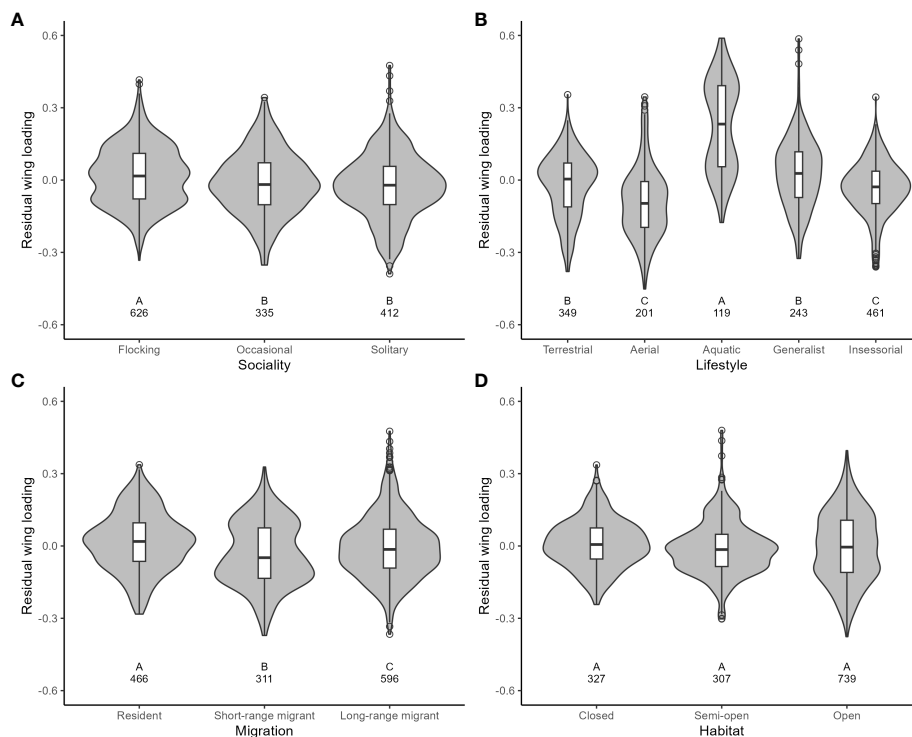 A
Residual wing loading
0.6
0.3
0.0
-0.3
-0.6
A B B
626 335 412
Flocking Occasional Solitary
Sociality
B
Residual wing loading
0.6
0.3
0.0
-0.3
-0.6
B C A B C
349 201 119 243 461
Terrestrial Aerial Aquatic Generalist Insessorial
Lifestyle
C
Residual wing loading
0.6
0.3
0.0
-0.3
-0.6
A B C
466 311 596
Resident Short-range migrant Long-range migrant
Migration
D
Residual wing loading
0.6
0.3
0.0
-0.3
-0.6
A A A
327 307 739
Closed Semi-open Open
Habitat